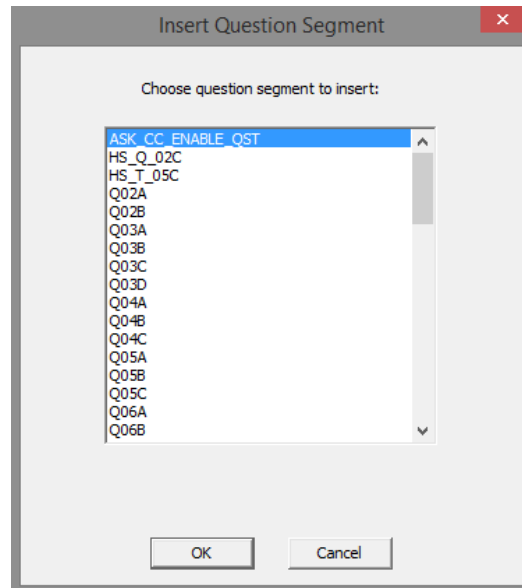 Insert Question Segment
Choose question segment to insert:
ASK_CC_ENABLE_QST
HS_Q_02C
HS_T_05C
Q02A
Q02B
Q03A
Q03B
Q03C
Q03D
Q04A
Q04B
Q04C
Q05A
Q05B
Q05C
Q06A
Q06B
OK Cancel